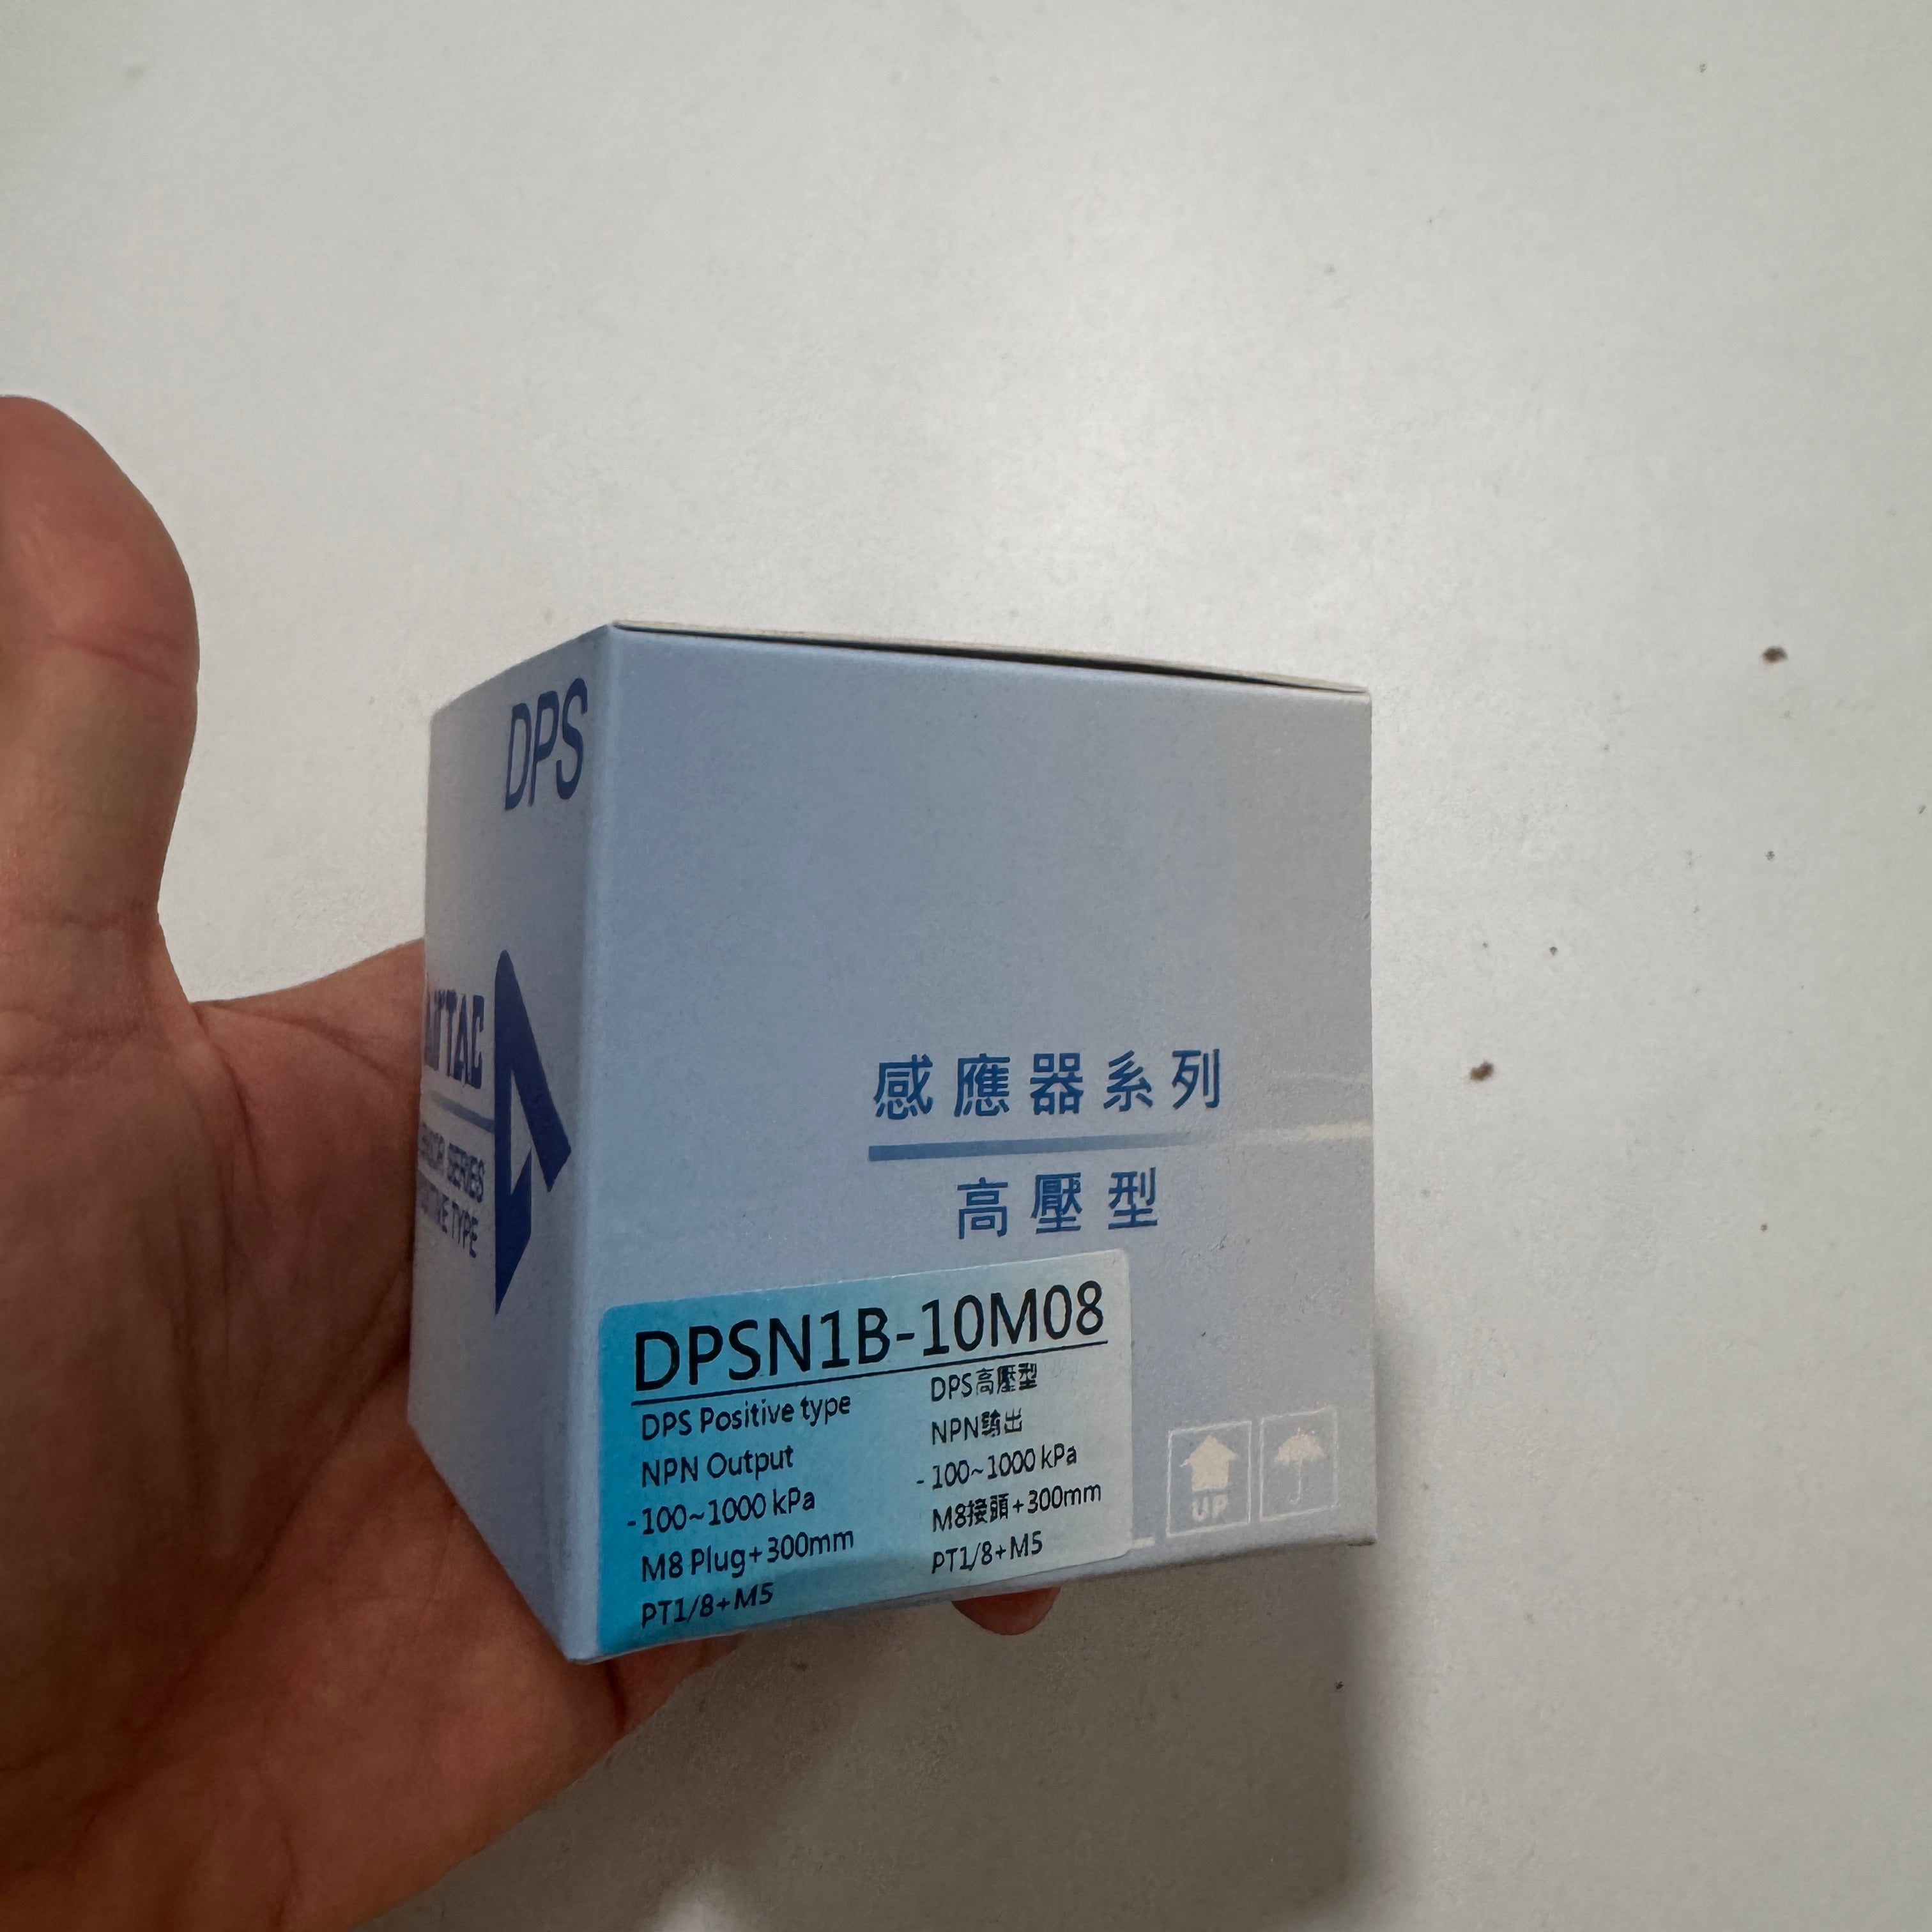 DPS
SERIES
TYPE
感應器系列
高壓型
DPSN1B-10M08
DPS Positive type
NPN Output
-100~1000 kPa
M8 Plug+300mm
PT1/8+M5
DPS高壓型
NPN輸出
-100~1000 kPa
M8接頭+300mm
PT1/8+M5
UP